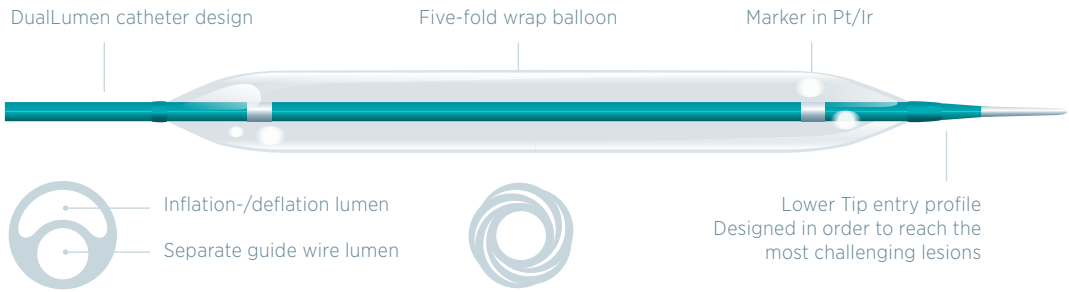 DualLumen catheter design
Five-fold wrap balloon
Marker in Pt/Ir
Inflation-/deflation lumen
Separate guide wire lumen
Lower Tip entry profile
Designed in order to reach the
most challenging lesions